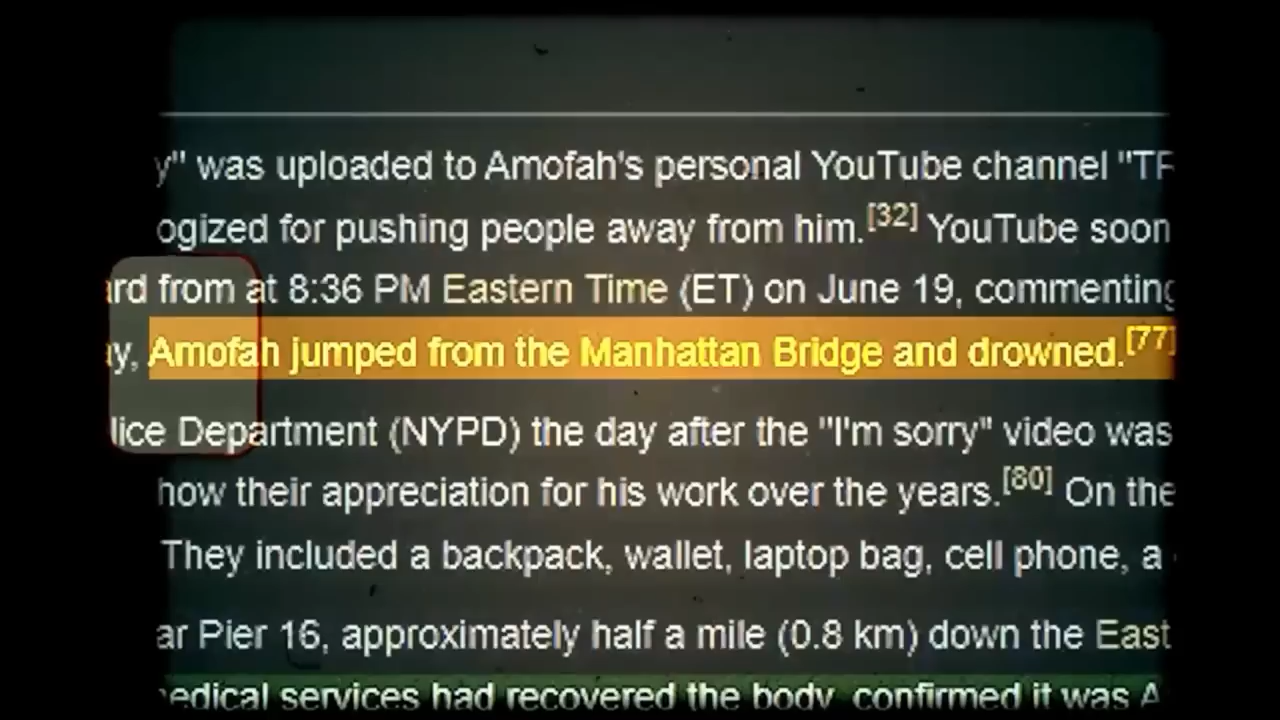 y" was uploaded to Amofah's personal YouTube channel "TR
ogized for pushing people away from him.[32] YouTube soon
ard from at 8:36 PM Eastern Time (ET) on June 19, commenting
y, Amofah jumped from the Manhattan Bridge and drowned.[77]
lice Department (NYPD) the day after the "I'm sorry" video was
how their appreciation for his work over the years.[80] On the
They included a backpack, wallet, laptop bag, cell phone, a
ar Pier 16, approximately half a mile (0.8 km) down the East
edical services had recovered the body, confirmed it was A